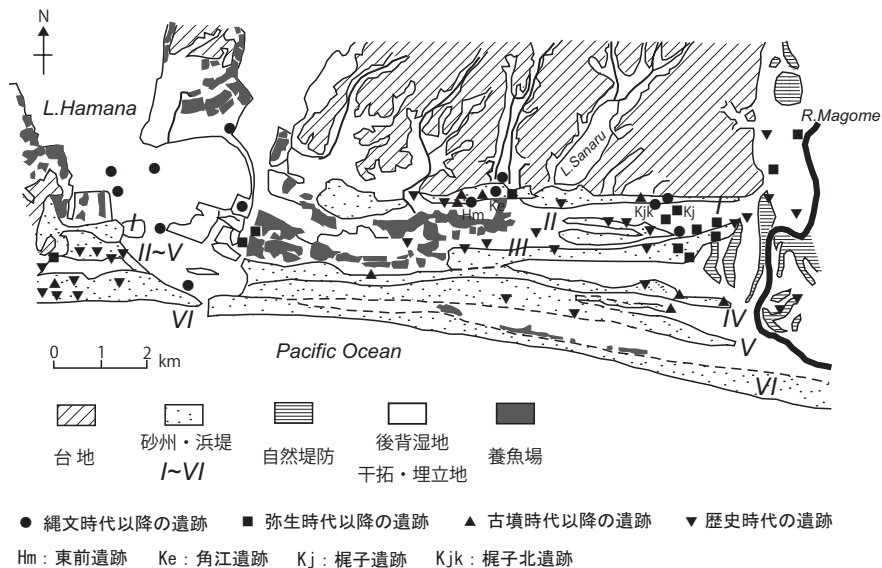 N
L.Hamana
R.Magome
L.Sanaru
Ke
Hm
Kjk
Kj
I
I
II
II~V
III
IV
VI
V
VI
0 1 2
km
Pacific Ocean
台地
砂州・浜堤
I~VI
自然堤防
後背湿地
干拓・埋立地
養魚場
● 縄文時代以降の遺跡 ■ 弥生時代以降の遺跡 ▲ 古墳時代以降の遺跡 ▼ 歴史時代の遺跡
Hm：東前遺跡 Ke：角江遺跡 Kj：梶子遺跡 Kjk：梶子北遺跡